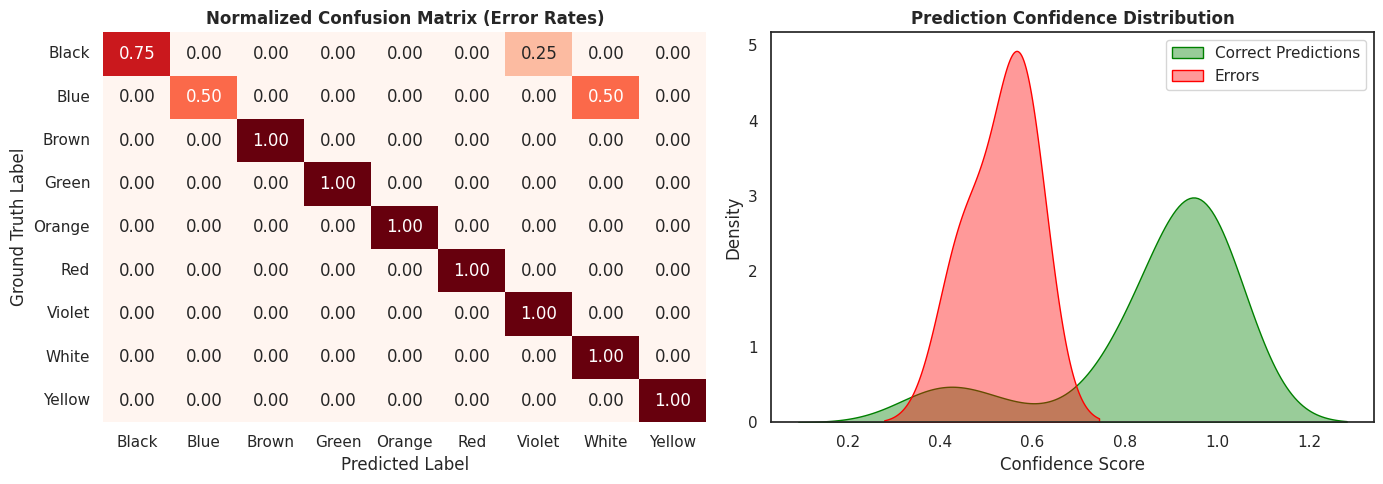 Normalized Confusion Matrix (Error Rates)
Ground Truth Label
Black 0.75 0.00 0.00 0.00 0.00 0.00 0.25 0.00 0.00
Blue 0.00 0.50 0.00 0.00 0.00 0.00 0.00 0.50 0.00
Brown 0.00 0.00 1.00 0.00 0.00 0.00 0.00 0.00 0.00
Green 0.00 0.00 0.00 1.00 0.00 0.00 0.00 0.00 0.00
Orange 0.00 0.00 0.00 0.00 1.00 0.00 0.00 0.00 0.00
Red 0.00 0.00 0.00 0.00 0.00 1.00 0.00 0.00 0.00
Violet 0.00 0.00 0.00 0.00 0.00 0.00 1.00 0.00 0.00
White 0.00 0.00 0.00 0.00 0.00 0.00 0.00 1.00 0.00
Yellow 0.00 0.00 0.00 0.00 0.00 0.00 0.00 0.00 1.00
Black Blue Brown Green Orange Red Violet White Yellow
Predicted Label
Prediction Confidence Distribution
Correct Predictions
Errors
Density
5
4
3
2
1
0
0.2 0.4 0.6 0.8 1.0 1.2
Confidence Score